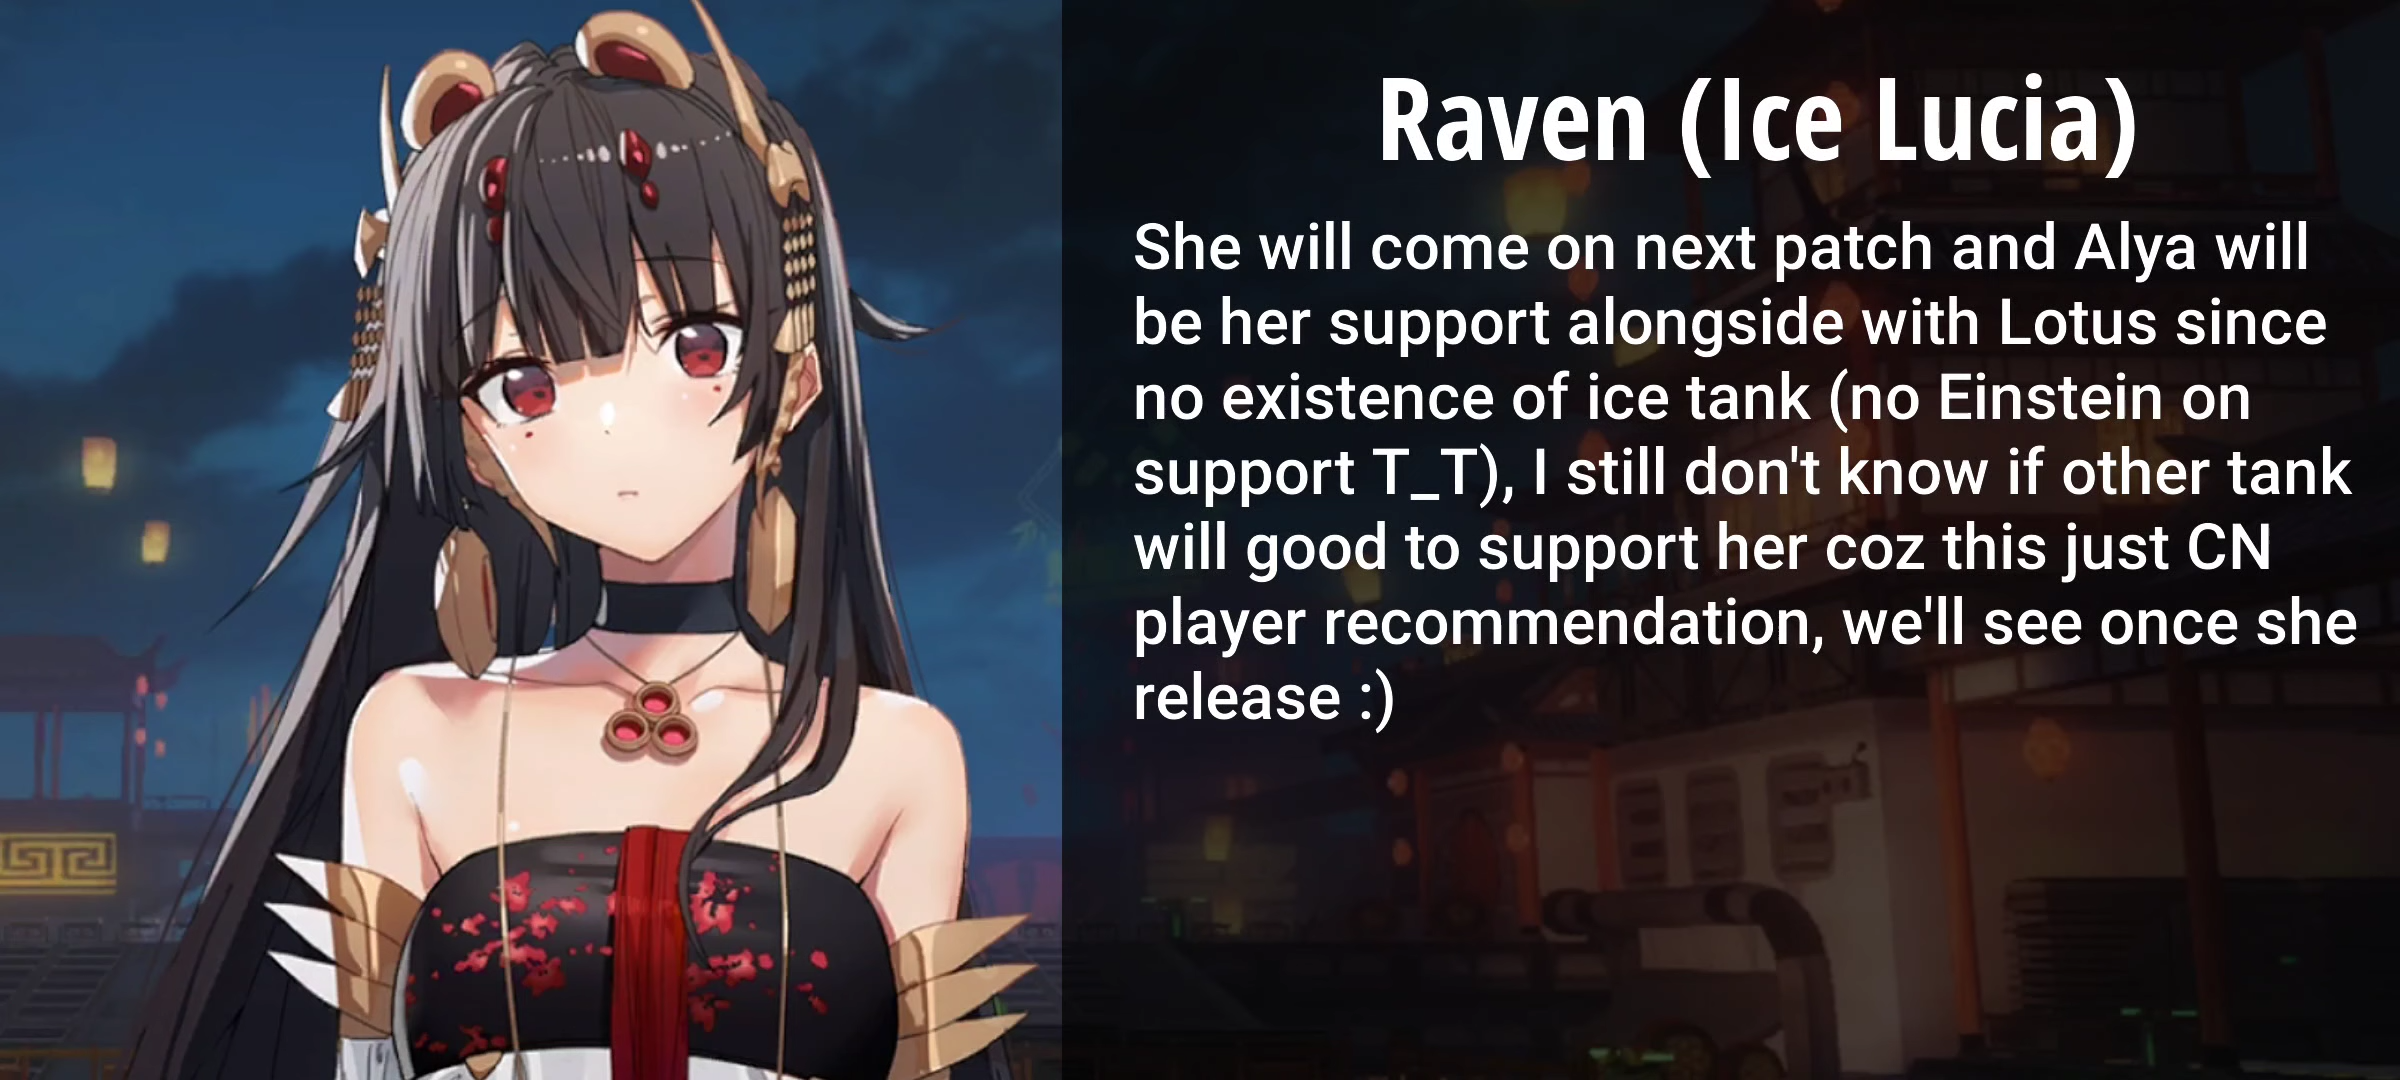 Raven (Ice Lucia)
She will come on next patch and Alya will
be her support alongside with Lotus since
no existence of ice tank (no Einstein on
support T_T), I still don't know if other tank
will good to support her coz this just CN
player recommendation, we'll see once she
release :)